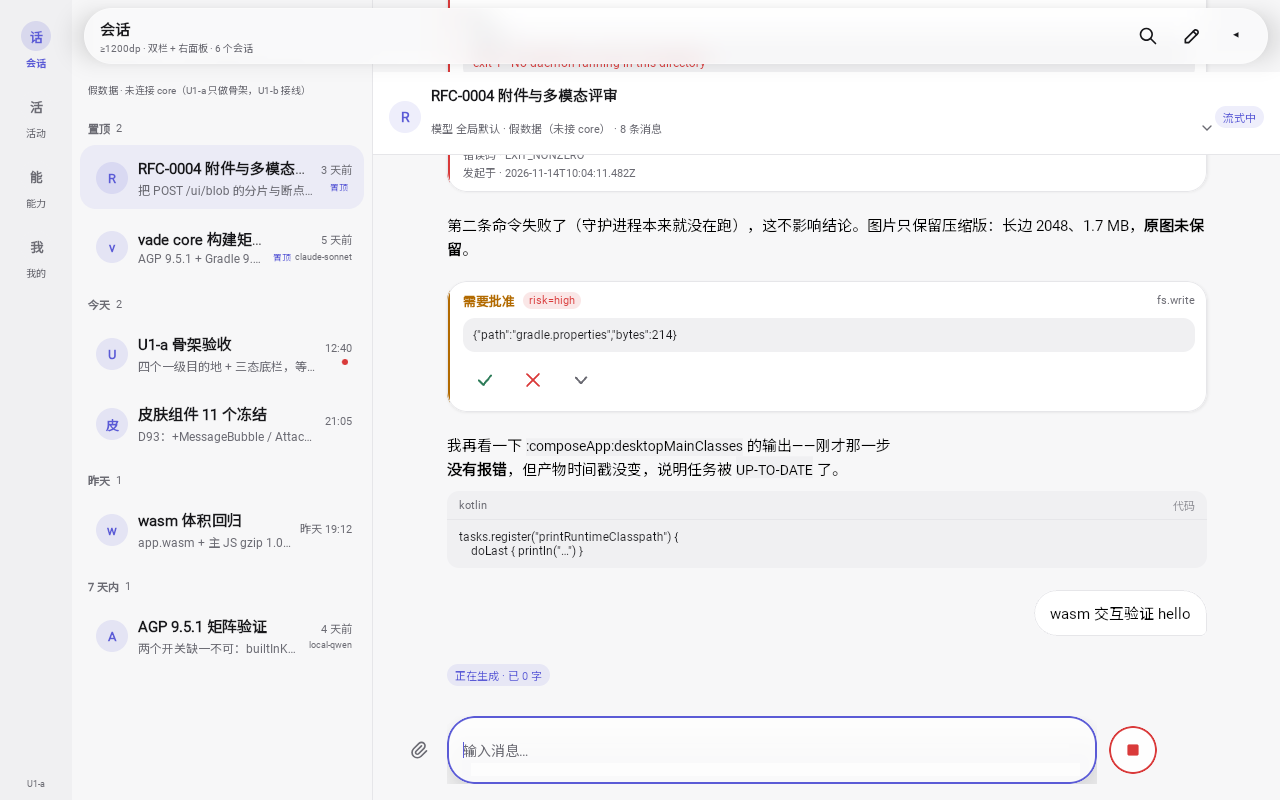 话
会话
活
活动
能
能力
我
我的
U1-a
会话
≥1200dp · 双栏 + 右面板 · 6 个会话
假数据 · 未连接 core（U1-a 只做骨架，U1-b 接线）
置顶 2
R
RFC-0004 附件与多模态…
3 天前
把 POST /ui/blob 的分片与断点…
置顶
v
vade core 构建矩…
5 天前
AGP 9.5.1 + Gradle 9.…
置顶 claude-sonnet
今天 2
U
U1-a 骨架验收
12:40
四个一级目的地 + 三态底栏，等…
皮
皮肤组件 11 个冻结
21:05
D93：+MessageBubble / Attac…
昨天 1
w
wasm 体积回归
昨天 19:12
app.wasm + 主 JS gzip 1.0…
7 天内 1
A
AGP 9.5.1 矩阵验证
4 天前
两个开关缺一不可：builtInK…
local-qwen
exit 1 · No daemon running in this directory
R
RFC-0004 附件与多模态评审
模型 全局默认 · 假数据（未接 core） · 8 条消息
流式中
错误码 · EXIT_NONZERO
发起于 · 2026-11-14T10:04:11.482Z
第二条命令失败了（守护进程本来就没在跑），这不影响结论。图片只保留压缩版：长边 2048、1.7 MB，原图未保
留。
需要批准 risk=high
fs.write
{"path":"gradle.properties","bytes":214}
我再看一下 :composeApp:desktopMainClasses 的输出——刚才那一步
没有报错，但产物时间戳没变，说明任务被 UP-TO-DATE 了。
kotlin
代码
tasks.register("printRuntimeClasspath") {
doLast { println("…") }
wasm 交互验证 hello
正在生成 · 已 0 字
输入消息…